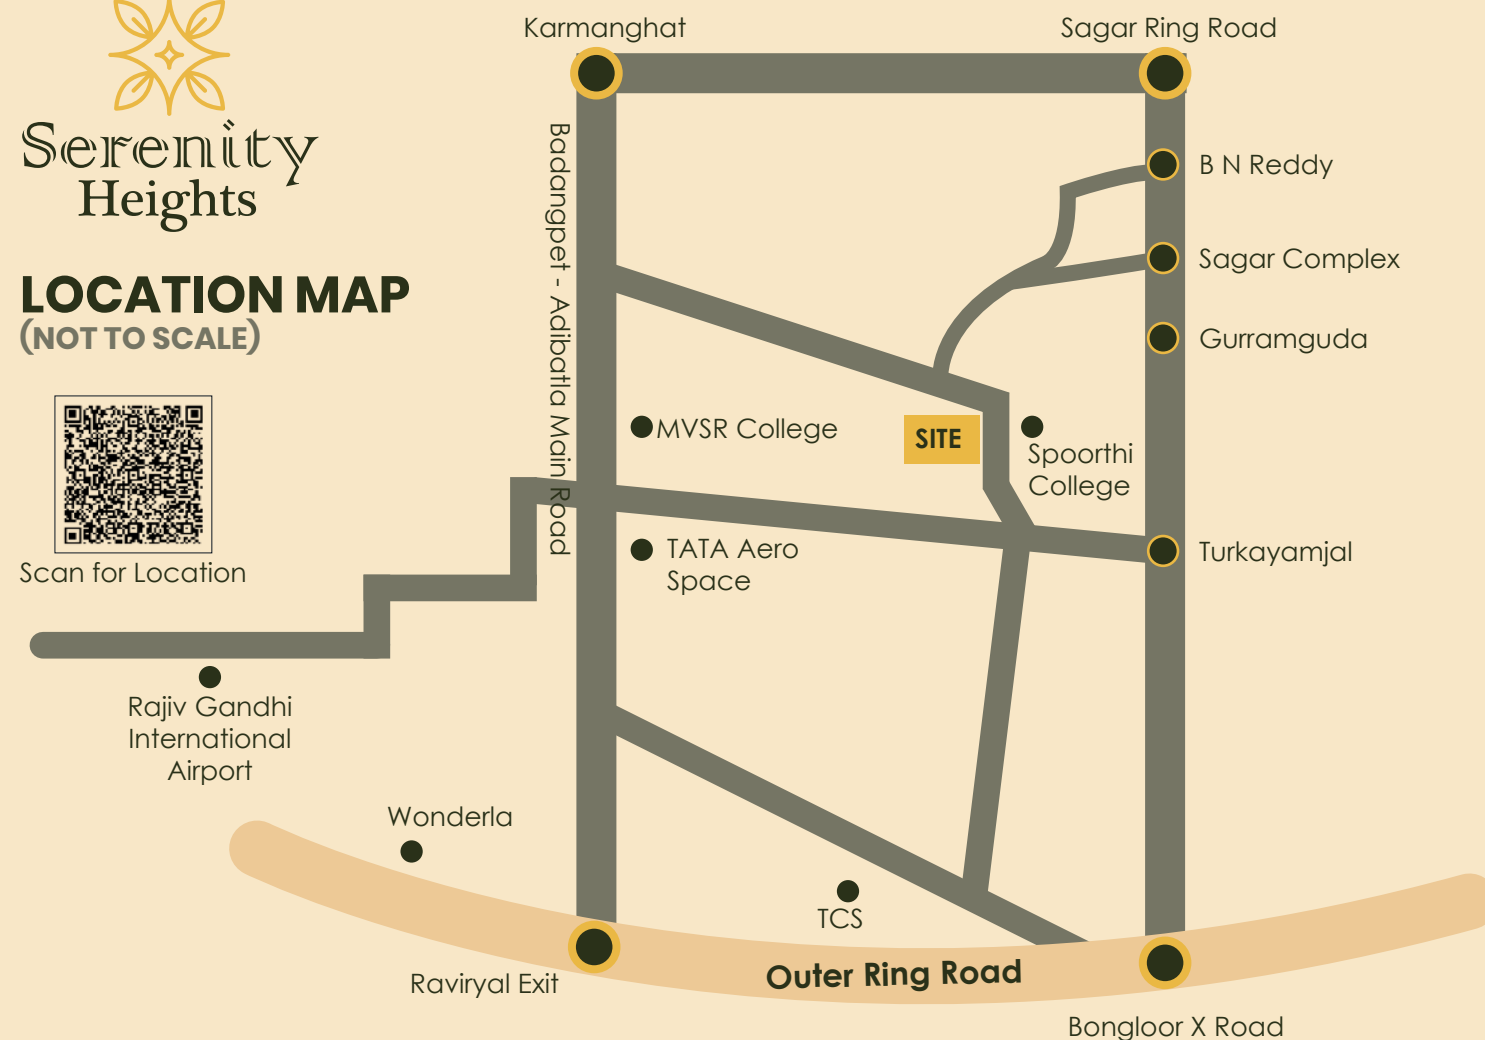 Serenity
Heights
LOCATION MAP
(NOT TO SCALE)
Scan for Location
Karmanghat
Sagar Ring Road
B N Reddy
Sagar Complex
Gurramguda
Badangpet - Adibatla Main Road
MVSR College
SITE
Spoorthi
College
TATA Aero
Space
Turkayamjal
Rajiv Gandhi
International
Airport
Wonderla
TCS
Raviryal Exit
Outer Ring Road
Bongloor X Road